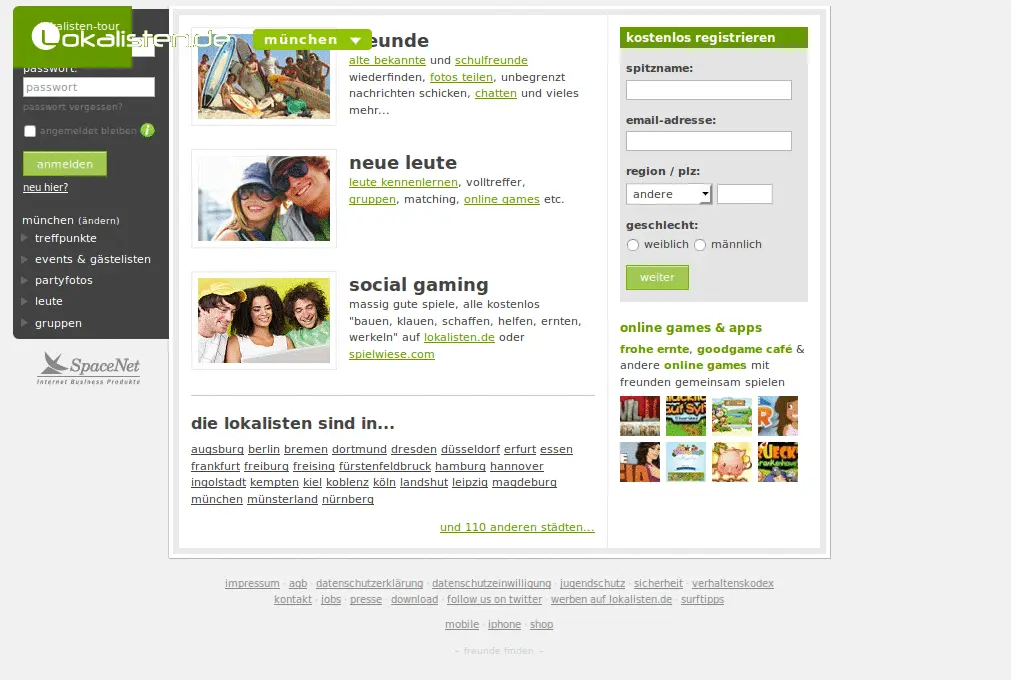 Lokalisten.de
münchen
passwort:
passwort
passwort vergessen?
angemeldet bleiben
anmelden
neu hier?
münchen (ändern)
treffpunkte
events & gästelisten
partyfotos
leute
gruppen
SpaceNet
Internet Business Produkte
alte bekannte und schulfreunde
wiederfinden, fotos teilen, unbegrenzt
nachrichten schicken, chatten und vieles
mehr...
neue leute
leute kennenlernen, volltreffer,
gruppen, matching, online games etc.
social gaming
massig gute spiele, alle kostenlos
"bauen, klauen, schaffen, helfen, ernten,
werkeln" auf lokalisten.de oder
spielwiese.com
die lokalisten sind in...
augsburg berlin bremen dortmund dresden düsseldorf erfurt essen
frankfurt freiburg freising fürstenfeldbruck hamburg hannover
ingolstadt kempten kiel koblenz köln landshut leipzig magdeburg
münchen münsterland nürnberg
und 110 anderen städten...
kostenlos registrieren
spitzname:
email-adresse:
region / plz:
andere
geschlecht:
weiblich männlich
weiter
online games & apps
frohe ernte, goodgame café &
andere online games mit
freunden gemeinsam spielen
impressum · agb · datenschutzerklärung · datenschutzeinwilligung · jugendschutz · sicherheit · verhaltenskodex
kontakt · jobs · presse · download · follow us on twitter · werben auf lokalisten.de · surftipps
mobile · iphone · shop
- freunde finden -